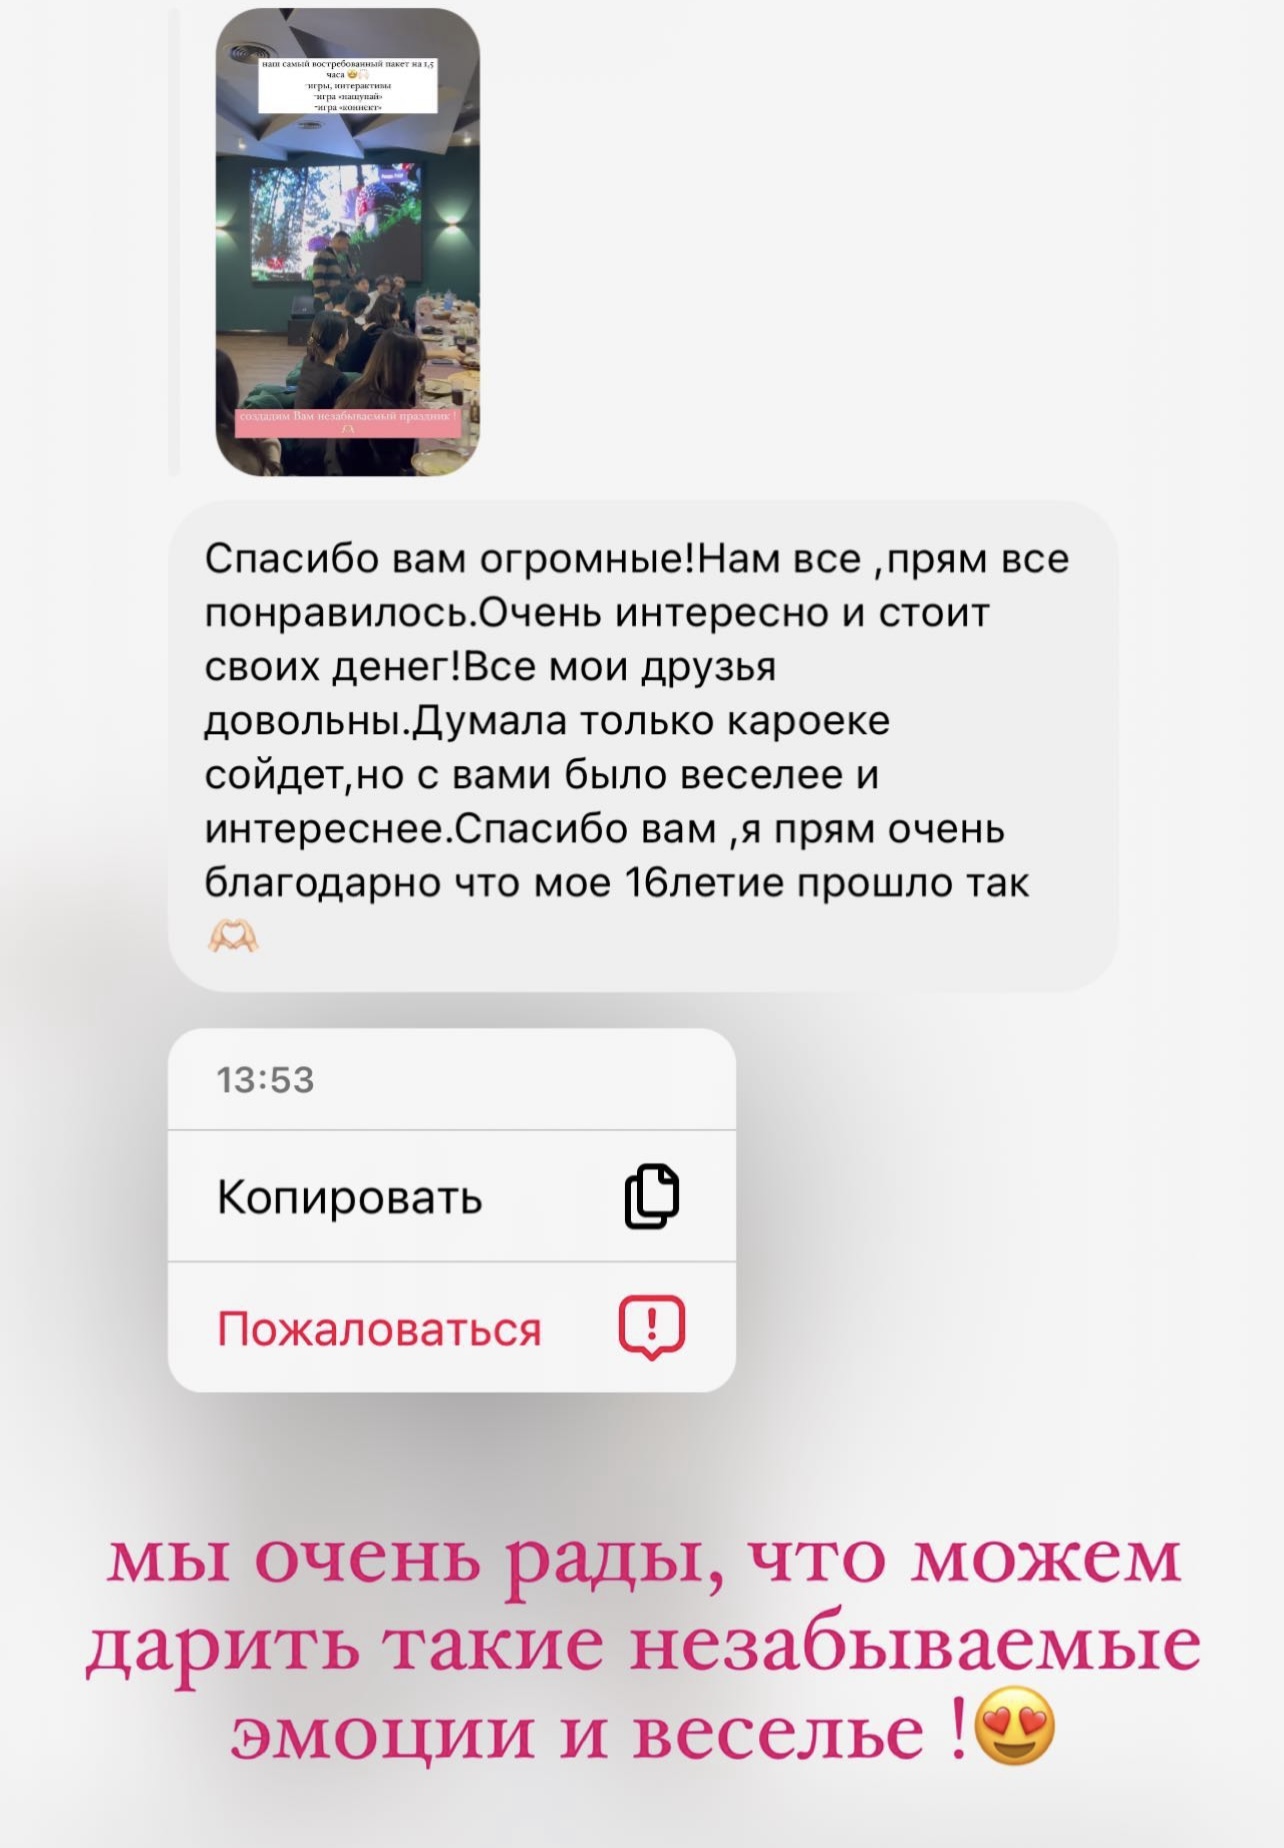 наш самый востребованный пакет на 1,5
часа 🤩🫶🏻
-игры, интерактивы
-игра «нащупай»
-игра «коннект»
создадим Вам незабываемый праздник !
🫶🏻
Спасибо вам огромные!Нам все ,прям все
понравилось.Очень интересно и стоит
своих денег!Все мои друзья
довольны.Думала только кароеке
сойдет,но с вами было веселее и
интереснее.Спасибо вам ,я прям очень
благодарно что мое 16летие прошло так
🫶🏻
13:53
Копировать
Пожаловаться
мы очень рады, что можем
дарить такие незабываемые
эмоции и веселье !😍